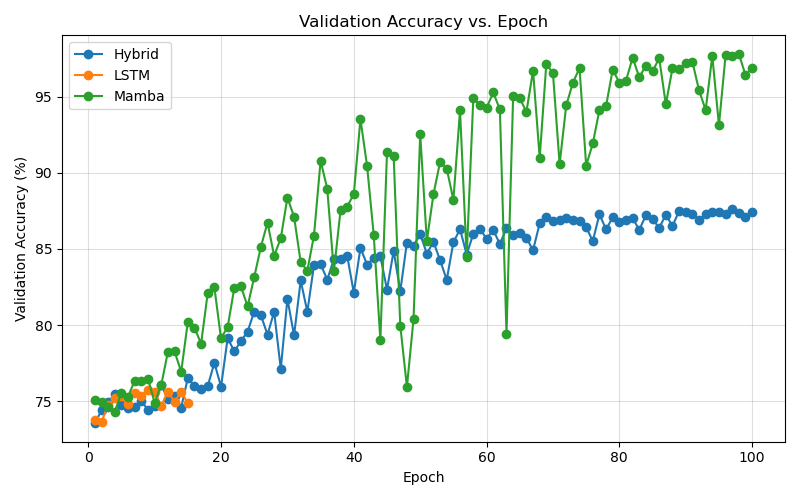 Validation Accuracy vs. Epoch
Hybrid
LSTM
Mamba
Validation Accuracy (%)
95
90
85
80
75
0 20 40 60 80 100
Epoch